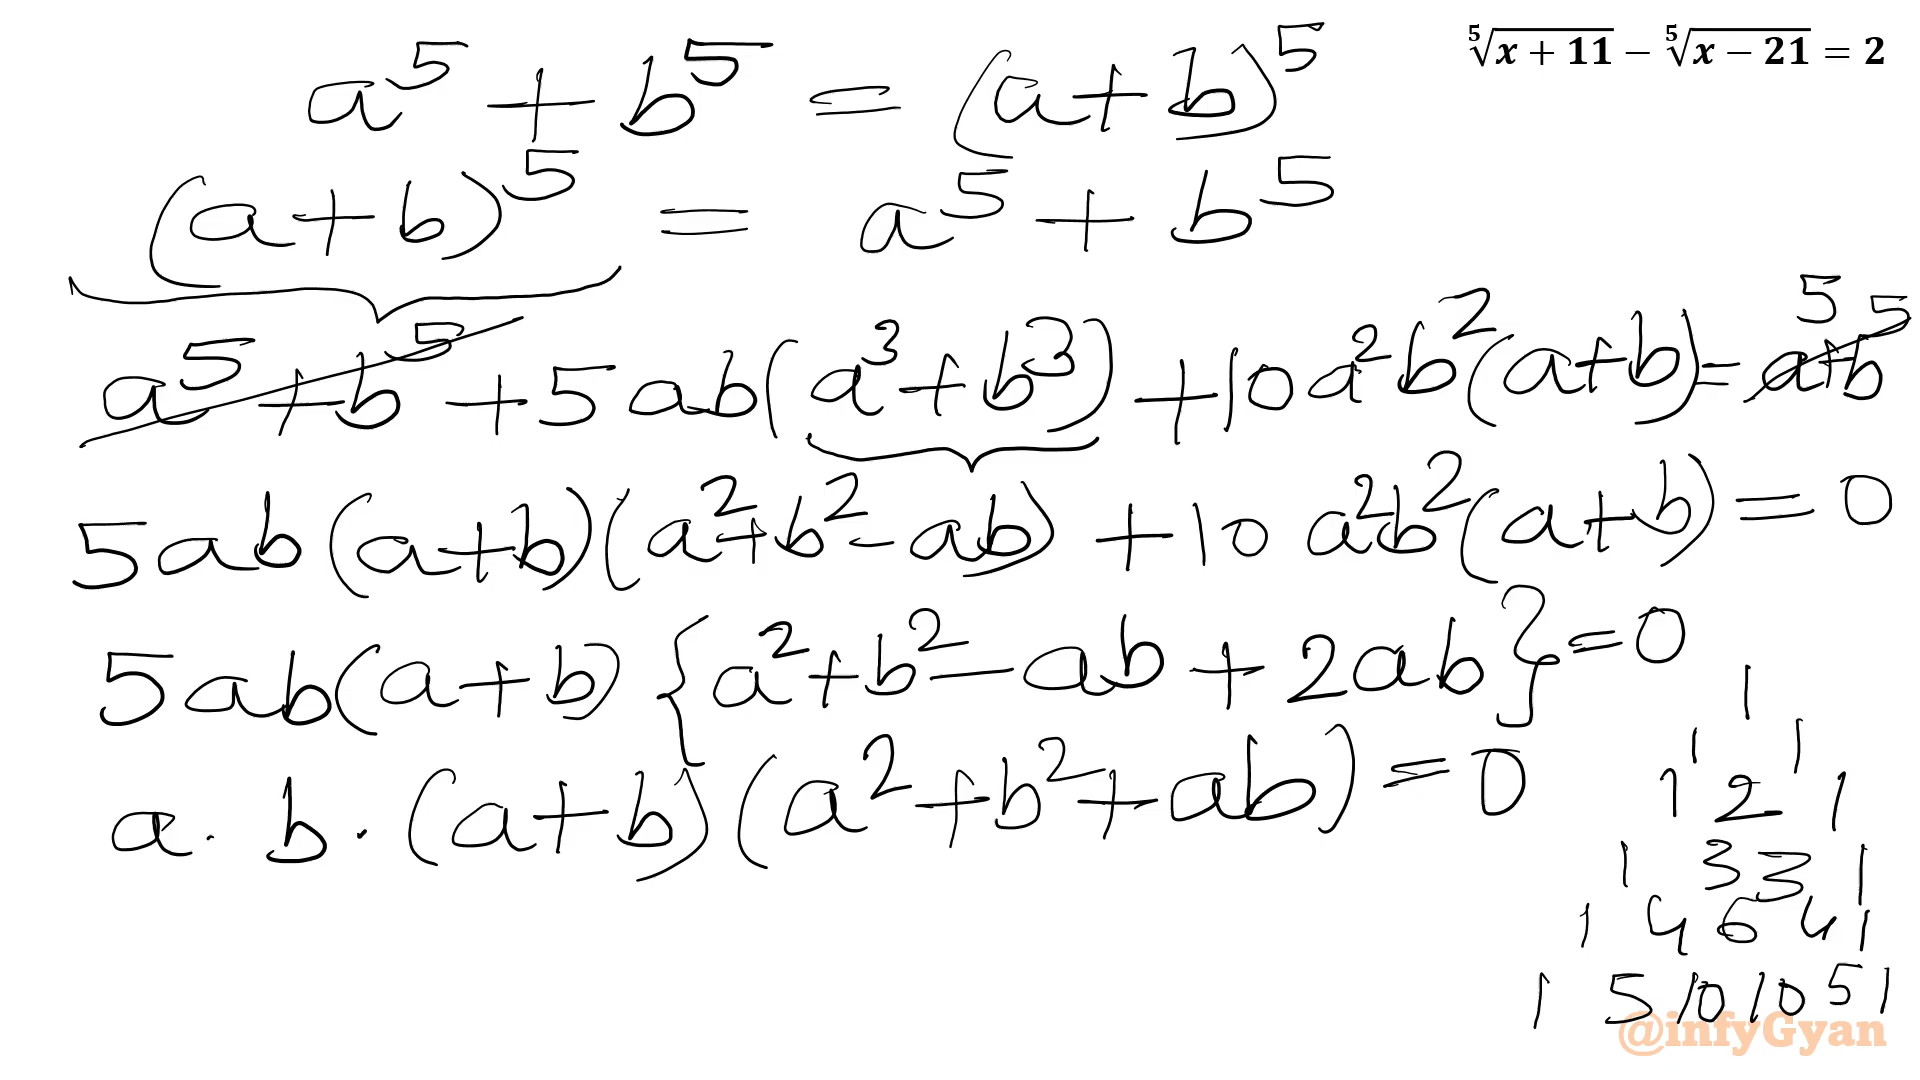 ⁵√(x + 11) − ⁵√(x − 21) = 2
a⁵ + b⁵ = (a+b)⁵
(a+b)⁵ = a⁵ + b⁵
a⁵ + b⁵ + 5ab(a³+b³) + 10a²b²(a+b) = a⁵+b⁵
5ab(a+b)(a²+b²-ab) + 10 a²b²(a+b) = 0
5ab(a+b){a²+b²-ab+2ab} = 0
a · b · (a+b)(a²+b²+ab) = 0
1
1 1
1 2 1
1 3 3 1
1 4 6 4 1
1 5 10 10 5 1
@infyGyan